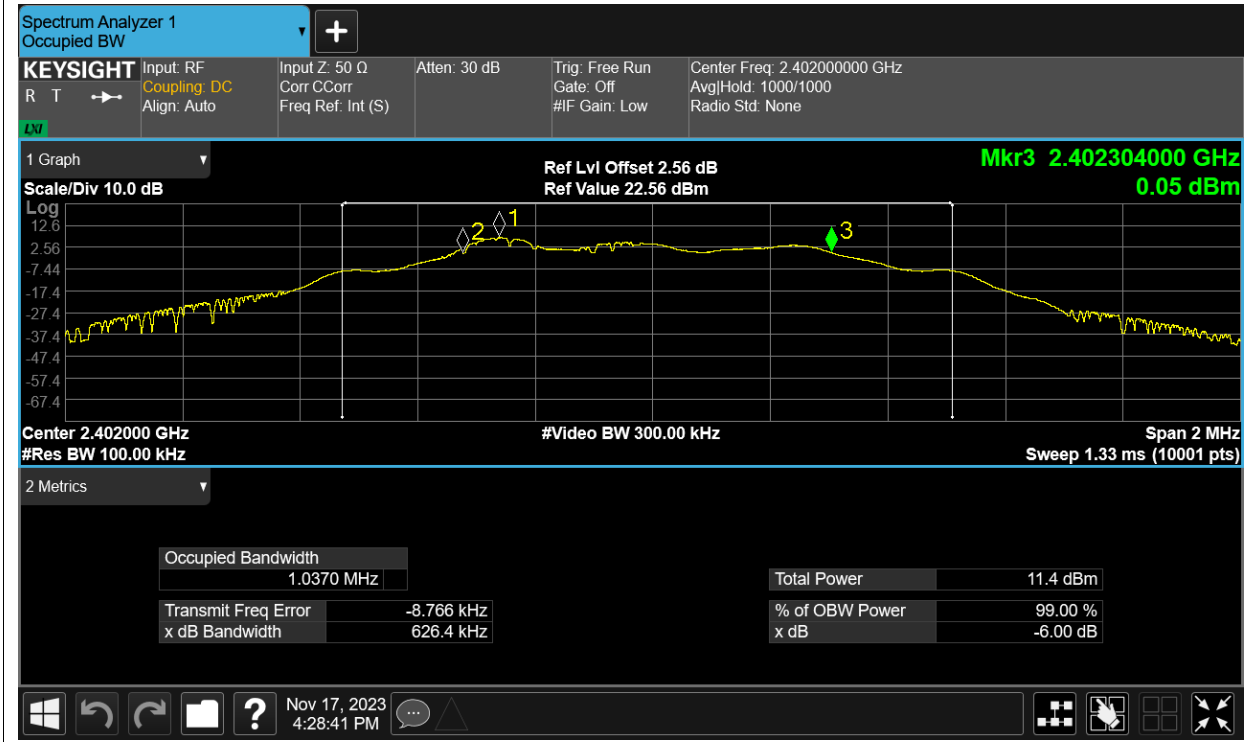 Spectrum Analyzer 1
Occupied BW
KEYSIGHT
R T
LXI
Input: RF
Coupling: DC
Align: Auto
Input Z: 50 Ω
Corr CCorr
Freq Ref: Int (S)
Atten: 30 dB
Trig: Free Run
Gate: Off
#IF Gain: Low
Center Freq: 2.402000000 GHz
Avg|Hold: 1000/1000
Radio Std: None
1 Graph
Scale/Div 10.0 dB
Ref Lvl Offset 2.56 dB
Ref Value 22.56 dBm
Mkr3 2.402304000 GHz
0.05 dBm
Log
12.6
2.56
-7.44
-17.4
-27.4
-37.4
-47.4
-57.4
-67.4
2
1
3
Center 2.402000 GHz
#Video BW 300.00 kHz
Span 2 MHz
#Res BW 100.00 kHz
Sweep 1.33 ms (10001 pts)
2 Metrics
Occupied Bandwidth
1.0370 MHz
Total Power 11.4 dBm
Transmit Freq Error -8.766 kHz
% of OBW Power 99.00 %
x dB Bandwidth 626.4 kHz
x dB -6.00 dB
?
Nov 17, 2023
4:28:41 PM